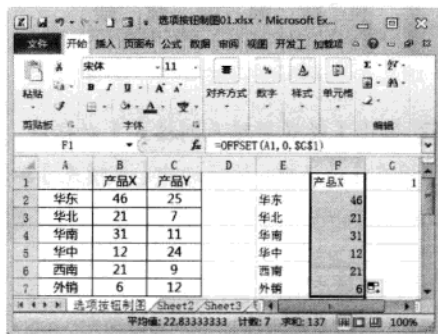 选项按钮制图01.xlsx - Microsoft Ex...
文件 开始 插入 页面布 公式 数据 审阅 视图 开发工 加载项
宋体 11
粘贴 B I U A A 对齐方式 数字 样式 单元格
剪贴板 字体 编辑
F1 fx =OFFSET(A1,0,$G$1)
A B C D E F G
1 产品X 产品Y 产品X 1
2 华东 46 25 华东 46
3 华北 21 7 华北 21
4 华南 31 11 华南 31
5 华中 12 24 华中 12
6 西南 21 9 西南 21
7 外销 6 12 外销 6
选项按钮制图 Sheet2 Sheet3
平均值: 22.83333333 计数: 7 求和: 137 100%